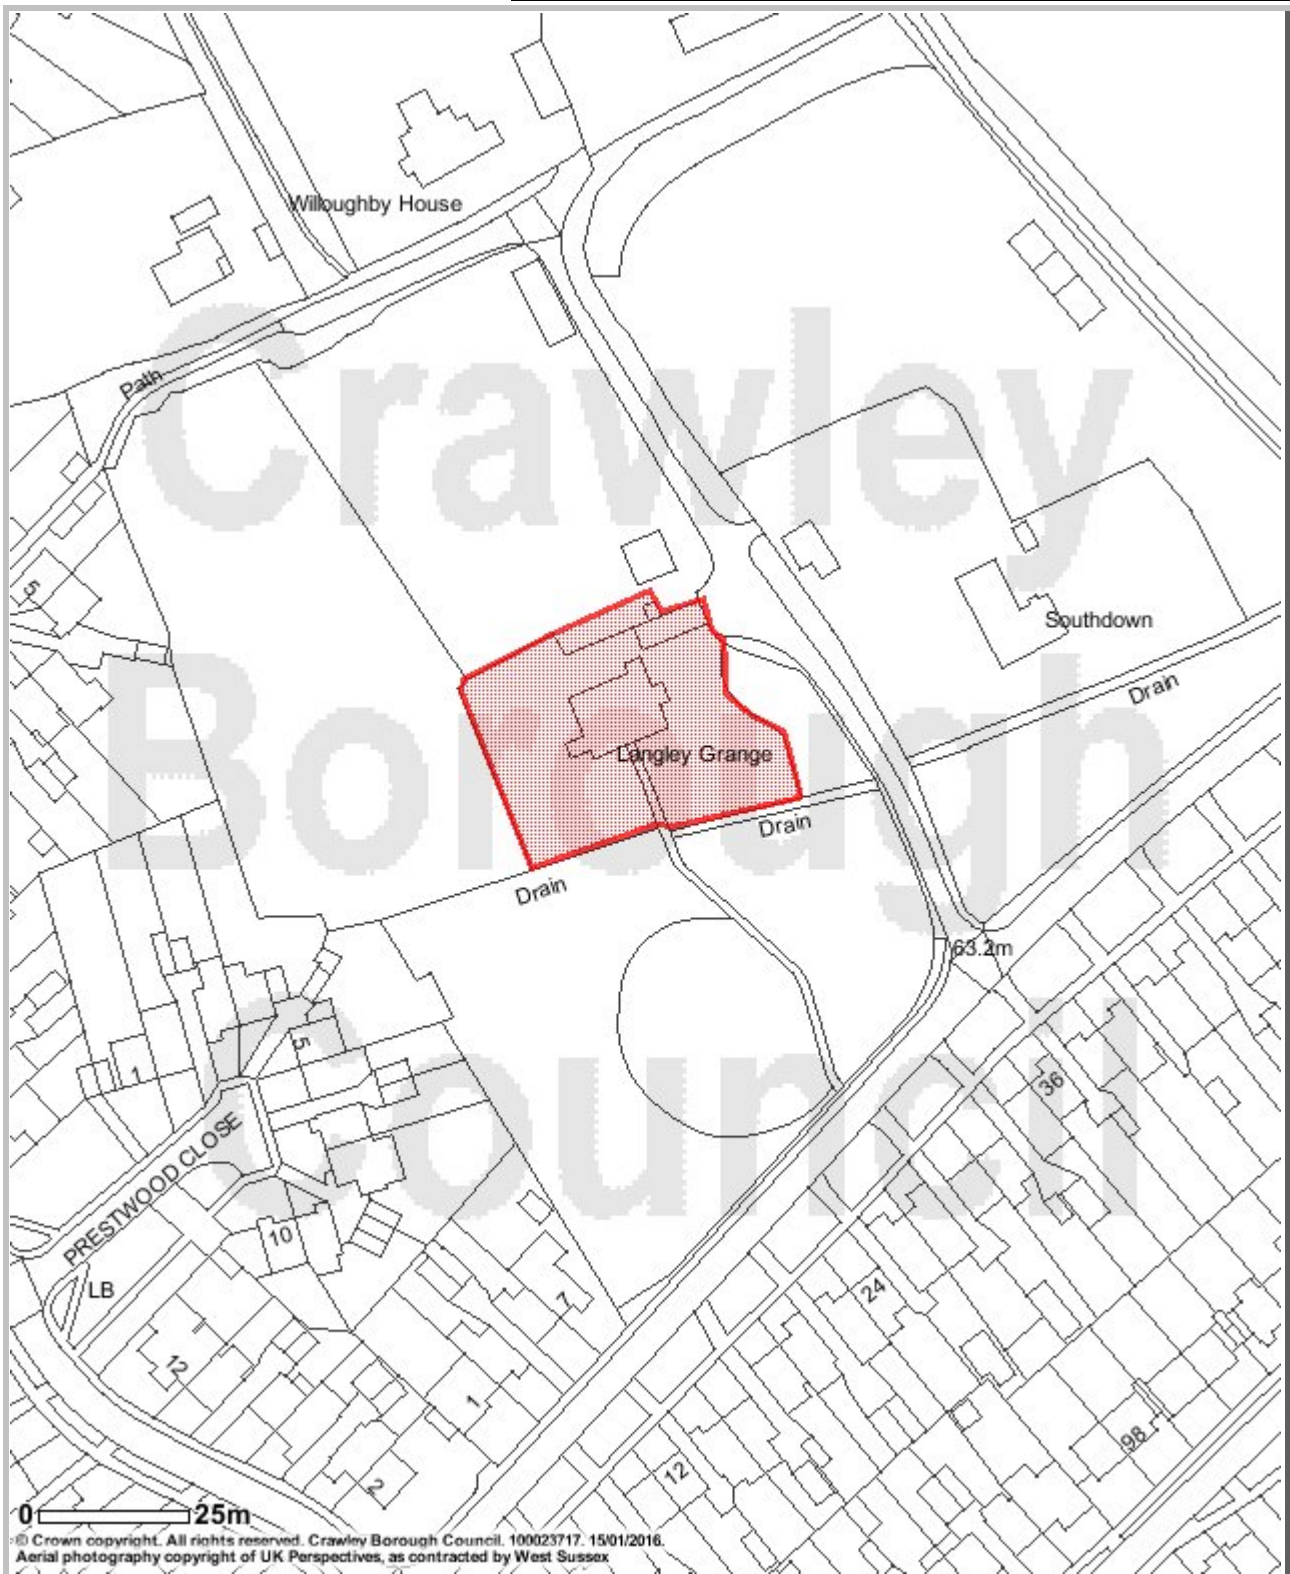 Willoughby House
Path
Crawley
5
Southdown
Drain
Borough
Langley Grange
Drain
Drain
63.2m
Council
5
1
36
PRESTWOOD CLOSE
10
LB
24
7
12
1
98
12
2
0 25m
© Crown copyright. All rights reserved. Crawley Borough Council. 100023717. 15/01/2016.
Aerial photography copyright of UK Perspectives, as contracted by West Sussex